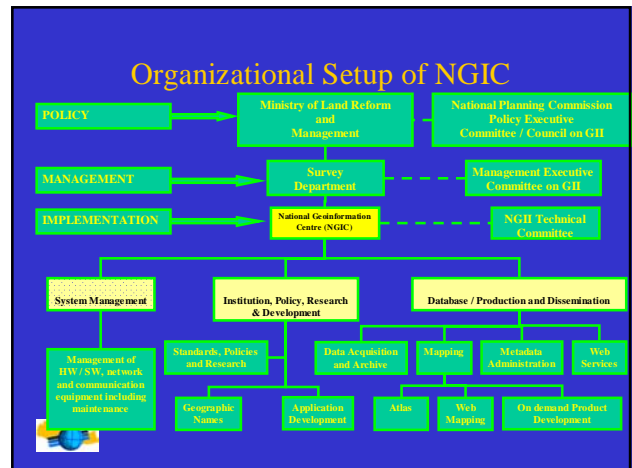 Organizational Setup of NGIC
POLICY
Ministry of Land Reform
and
Management
National Planning Commission
Policy Executive
Committee / Council on GII
MANAGEMENT
Survey
Department
Management Executive
Committee on GII
IMPLEMENTATION
National Geoinformation
Centre (NGIC)
NGII Technical
Committee
System Management
Institution, Policy, Research
& Development
Database / Production and Dissemination
Management of
HW / SW, network
and communication
equipment including
maintenance
Standards, Policies
and Research
Geographic
Names
Application
Development
Data Acquisition
and Archive
Mapping
Metadata
Administration
Web
Services
Atlas
Web
Mapping
On demand Product
Development